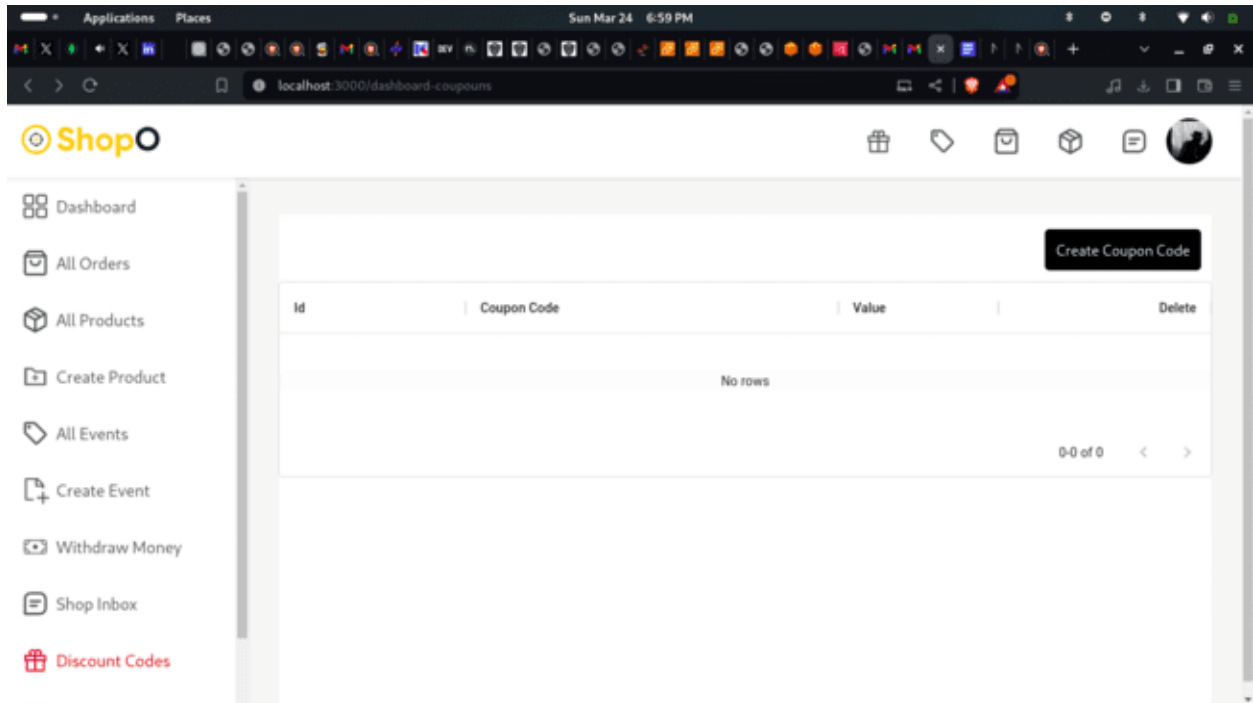 Applications Places Sun Mar 24 6:59 PM
localhost:3000/dashboard-coupouns
ShopO
Dashboard
All Orders
All Products
Create Product
All Events
Create Event
Withdraw Money
Shop Inbox
Discount Codes
Create Coupon Code
Id Coupon Code Value Delete
No rows
0-0 of 0